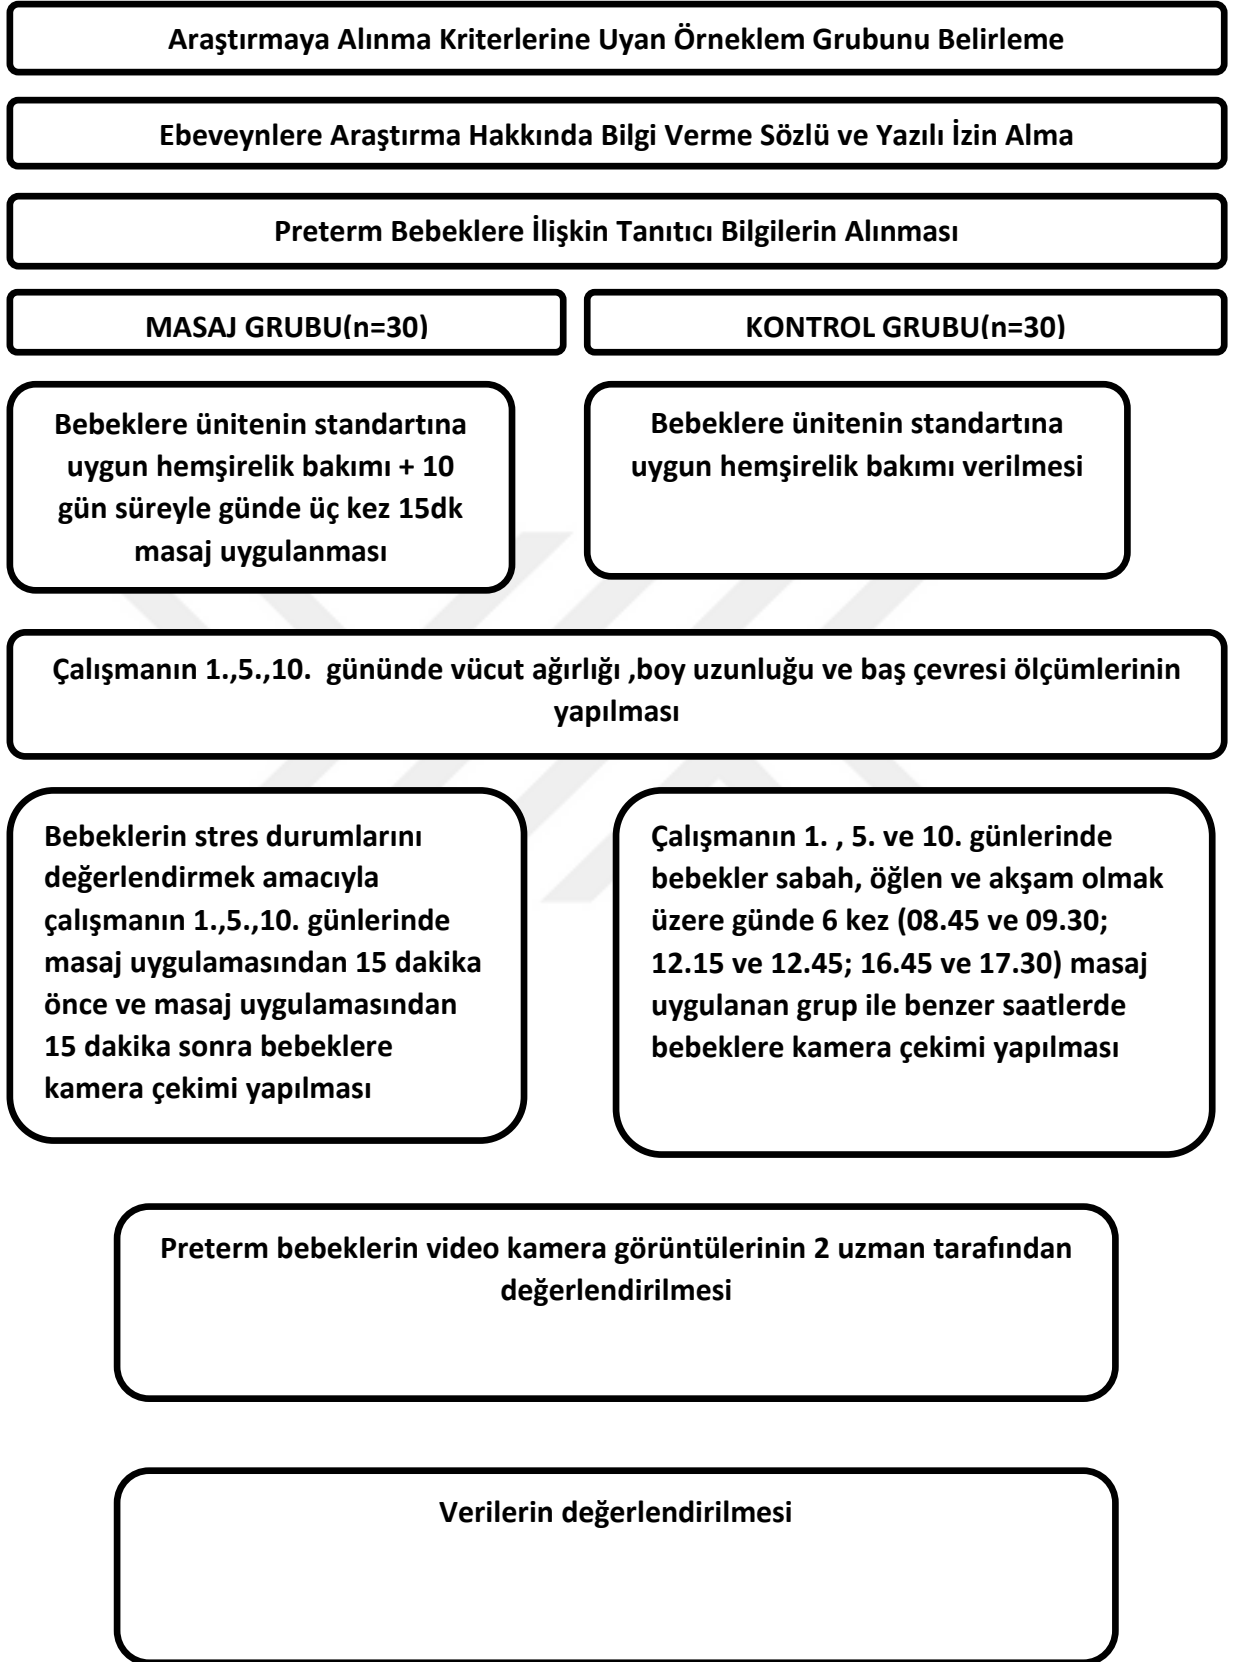 Araştırmaya Alınma Kriterlerine Uyan Örneklem Grubunu Belirleme
Ebeveynlere Araştırma Hakkında Bilgi Verme Sözlü ve Yazılı İzin Alma
Preterm Bebeklere İlişkin Tanıtıcı Bilgilerin Alınması
MASAJ GRUBU(n=30)
KONTROL GRUBU(n=30)
Bebeklere ünitenin standartına
uygun hemşirelik bakımı + 10
gün süreyle günde üç kez 15dk
masaj uygulanması
Bebeklere ünitenin standartına
uygun hemşirelik bakımı verilmesi
Çalışmanın 1.,5.,10. gününde vücut ağırlığı ,boy uzunluğu ve baş çevresi ölçümlerinin
yapılması
Bebeklerin stres durumlarını
değerlendirmek amacıyla
çalışmanın 1.,5.,10. günlerinde
masaj uygulamasından 15 dakika
önce ve masaj uygulamasından
15 dakika sonra bebeklere
kamera çekimi yapılması
Çalışmanın 1. , 5. ve 10. günlerinde
bebekler sabah, öğlen ve akşam olmak
üzere günde 6 kez (08.45 ve 09.30;
12.15 ve 12.45; 16.45 ve 17.30) masaj
uygulanan grup ile benzer saatlerde
bebeklere kamera çekimi yapılması
Preterm bebeklerin video kamera görüntülerinin 2 uzman tarafından
değerlendirilmesi
Verilerin değerlendirilmesi